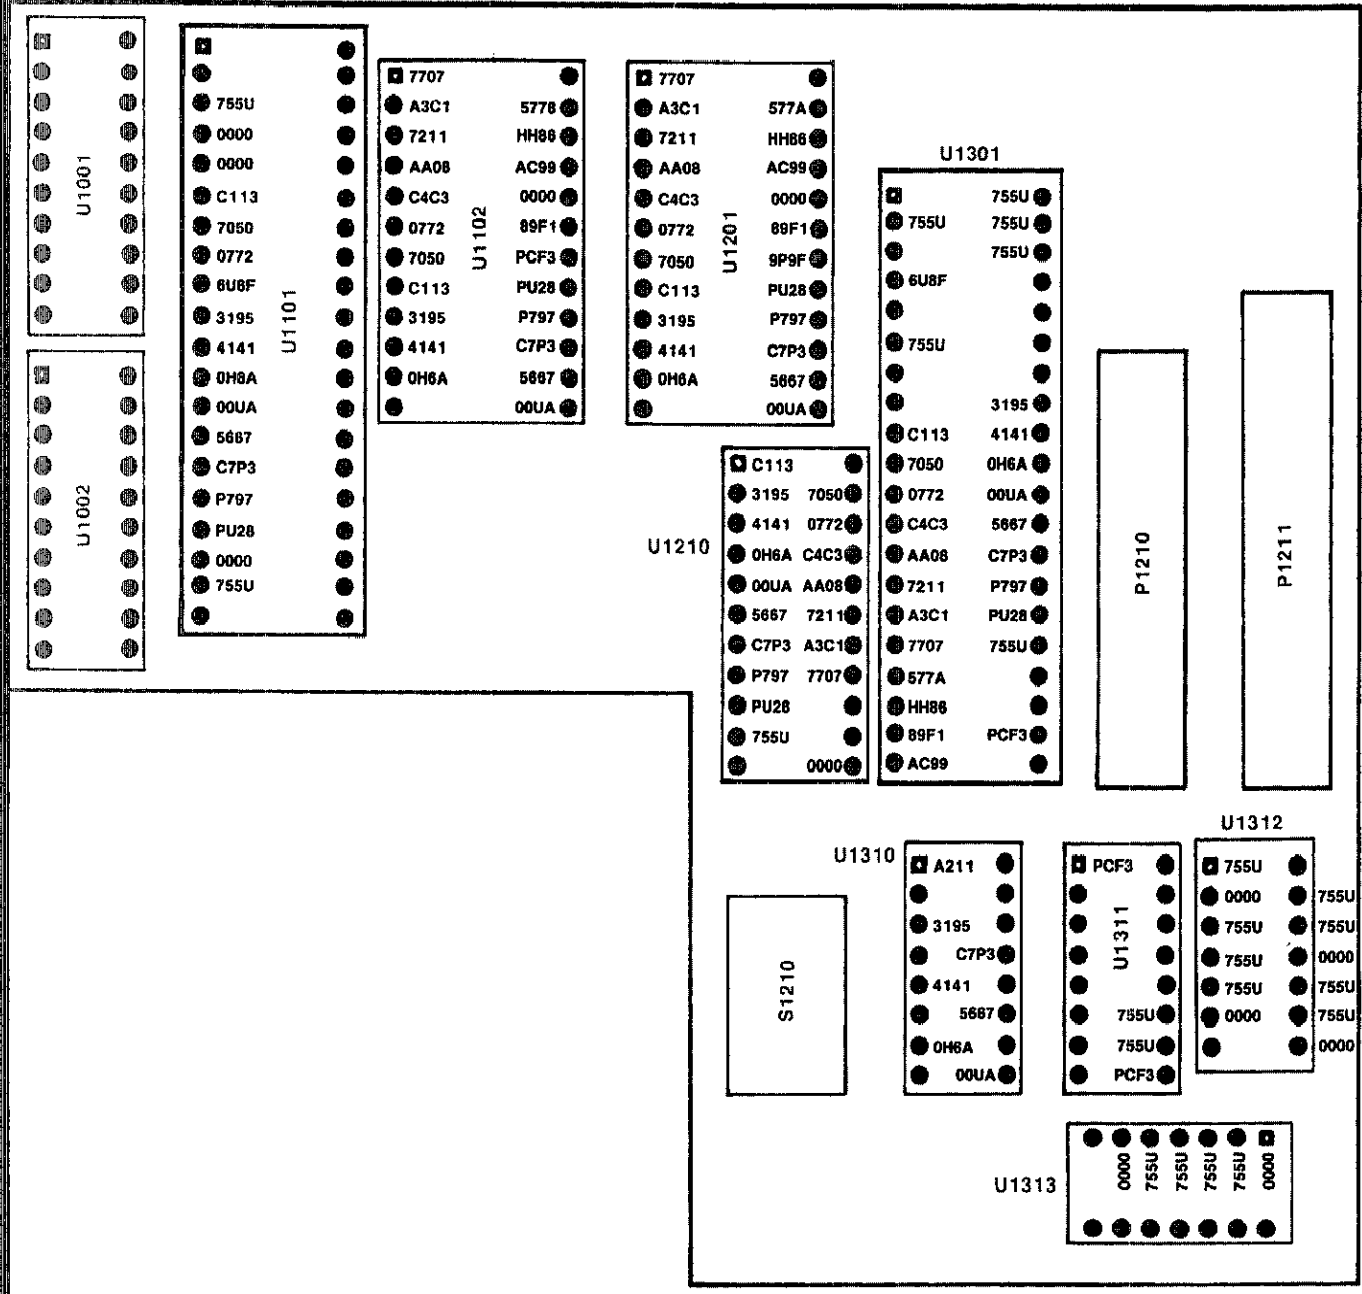 U1001
U1002
U1101
755U
0000
0000
C113
7050
0772
6U8F
3195
4141
0H8A
00UA
5667
C7P3
P797
PU28
0000
755U
U1102
7707
A3C1 5778
7211 HH86
AA08 AC99
C4C3 0000
0772 89F1
7050 PCF3
C113 PU28
3195 P797
4141 C7P3
0H6A 5667
00UA
U1201
7707
A3C1 577A
7211 HH86
AA08 AC99
C4C3 0000
0772 89F1
7050 9P9F
C113 PU28
3195 P797
4141 C7P3
0H6A 5667
00UA
U1210
C113
3195 7050
4141 0772
0H6A C4C3
00UA AA08
5667 7211
C7P3 A3C1
P797 7707
PU28
755U
0000
U1301
755U
755U 755U
755U
6U8F
755U
3195
C113 4141
7050 0H6A
0772 00UA
C4C3 5667
AA08 C7P3
7211 P797
A3C1 PU28
7707 755U
577A
HH86
89F1 PCF3
AC99
P1210
P1211
S1210
U1310
A211
3195
C7P3
4141
5667
0H6A
00UA
U1311
PCF3
755U
755U
PCF3
U1312
755U
0000 755U
755U 755U
755U 0000
755U 755U
0000 755U
0000
U1313
0000
755U
755U
755U
755U
0000